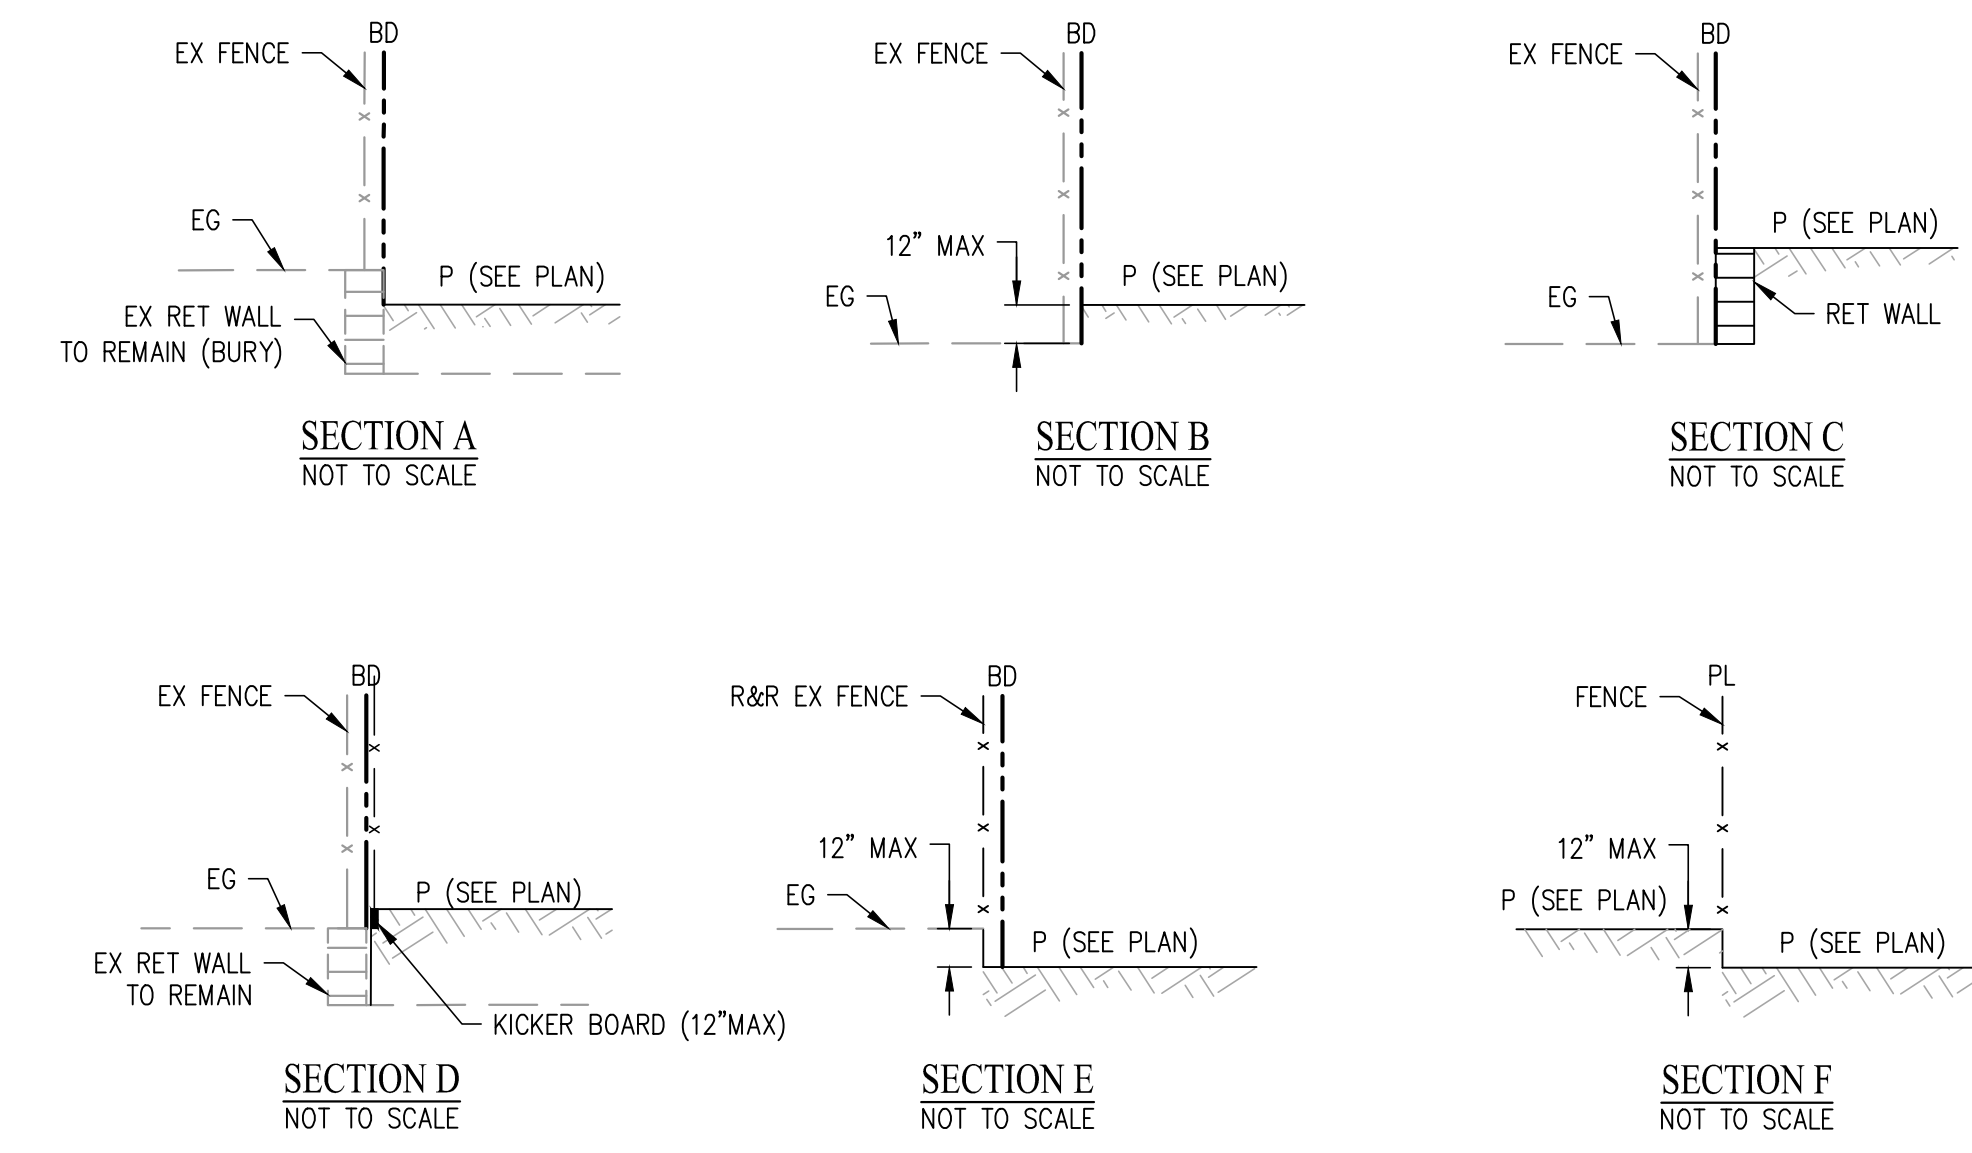 BD
EX FENCE
EG
P (SEE PLAN)
EX RET WALL
TO REMAIN (BURY)
SECTION A
NOT TO SCALE
BD
EX FENCE
12" MAX
P (SEE PLAN)
EG
SECTION B
NOT TO SCALE
BD
EX FENCE
P (SEE PLAN)
EG
RET WALL
SECTION C
NOT TO SCALE
BD
EX FENCE
EG
P (SEE PLAN)
EX RET WALL
TO REMAIN
KICKER BOARD (12"MAX)
SECTION D
NOT TO SCALE
BD
R&R EX FENCE
12" MAX
EG
P (SEE PLAN)
SECTION E
NOT TO SCALE
PL
FENCE
12" MAX
P (SEE PLAN)
P (SEE PLAN)
SECTION F
NOT TO SCALE